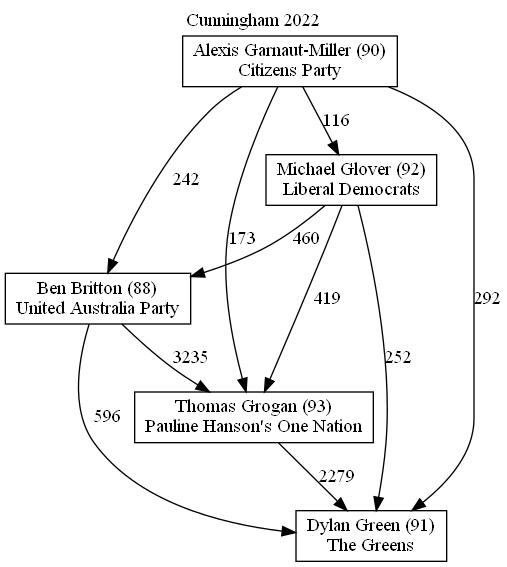 Cunningham 2022
Alexis Garnaut-Miller (90)
Citizens Party
116
Michael Glover (92)
Liberal Democrats
242
173
460
292
Ben Britton (88)
United Australia Party
419
252
3235
Thomas Grogan (93)
Pauline Hanson's One Nation
596
2279
Dylan Green (91)
The Greens